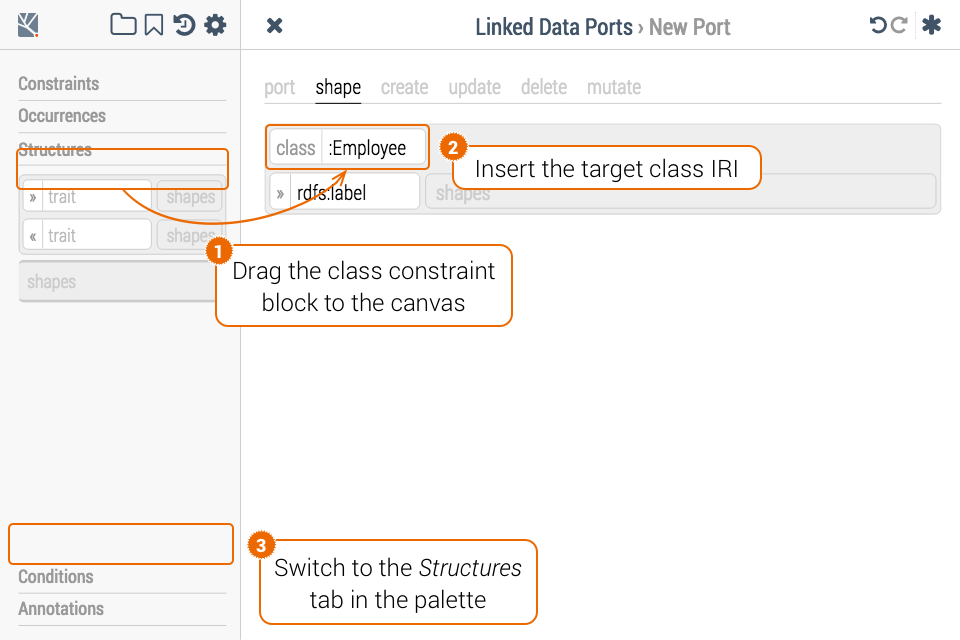 Linked Data Ports › New Port
Constraints
Occurrences
Structures
» trait shapes
« trait shapes
shapes
Conditions
Annotations
port shape create update delete mutate
class :Employee
» rdfs:label shapes
2
Insert the target class IRI
1
Drag the class constraint
block to the canvas
3
Switch to the Structures
tab in the palette